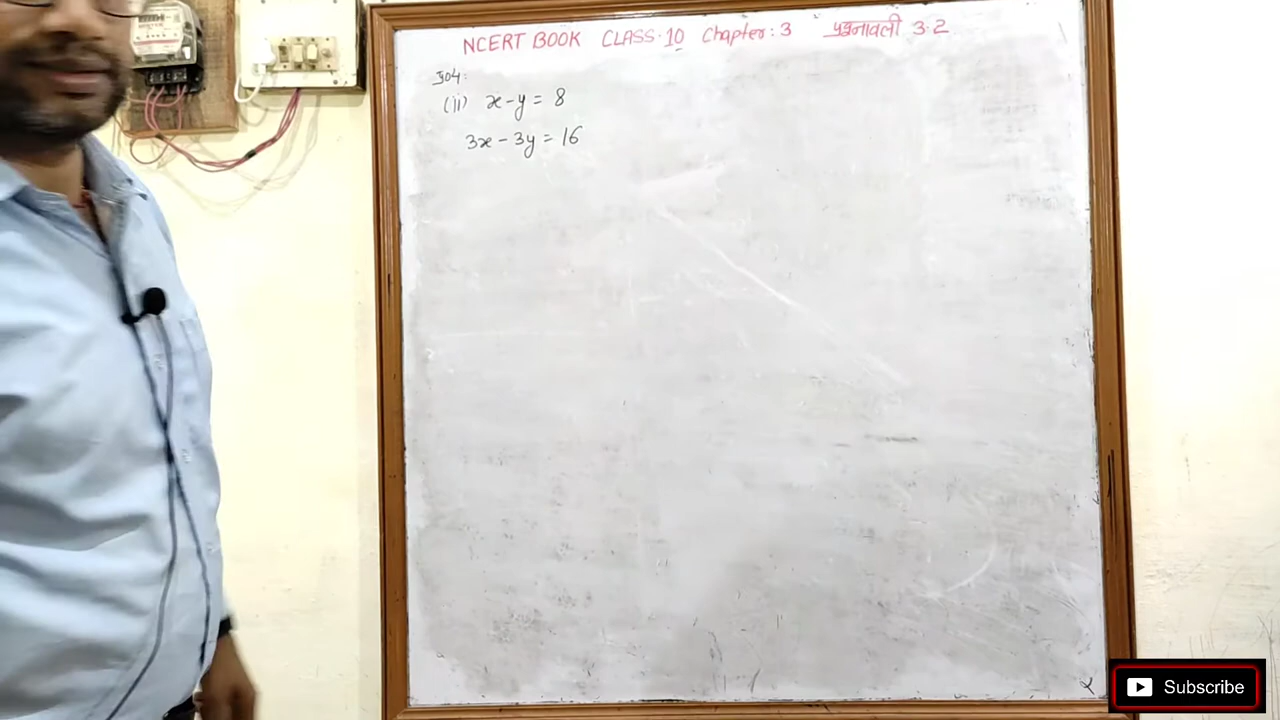 NCERT BOOK CLASS·10 Chapter: 3 प्रश्नावली 3·2
प्र04:
(ii) x - y = 8
3x - 3y = 16
Subscribe